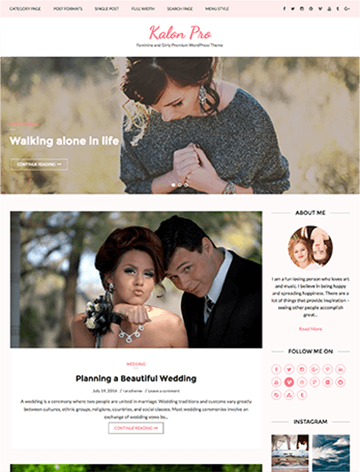 CATEGORY PAGE POST FORMATS SINGLE POST FULL WIDTH SEARCH PAGE MENU STYLE
Kalon Pro
Feminine and Girly Premium WordPress Theme
Walking alone in life
CONTINUE READING
WEDDING
Planning a Beautiful Wedding
July 19, 2016 / / Leave a comment
A wedding is a ceremony where two people are united in marriage. Wedding traditions and customs vary greatly
between cultures, ethnic groups, religions, countries, and social classes. Most wedding ceremonies involve an
exchange of wedding vows by...
CONTINUE READING
ABOUT ME
I am a fun loving person who loves art
and music. I believe in being happy
and spreading happiness. There are a
lot of things that provide inspiration -
seeing other people accomplish
great...
Read More
FOLLOW ME ON
INSTAGRAM